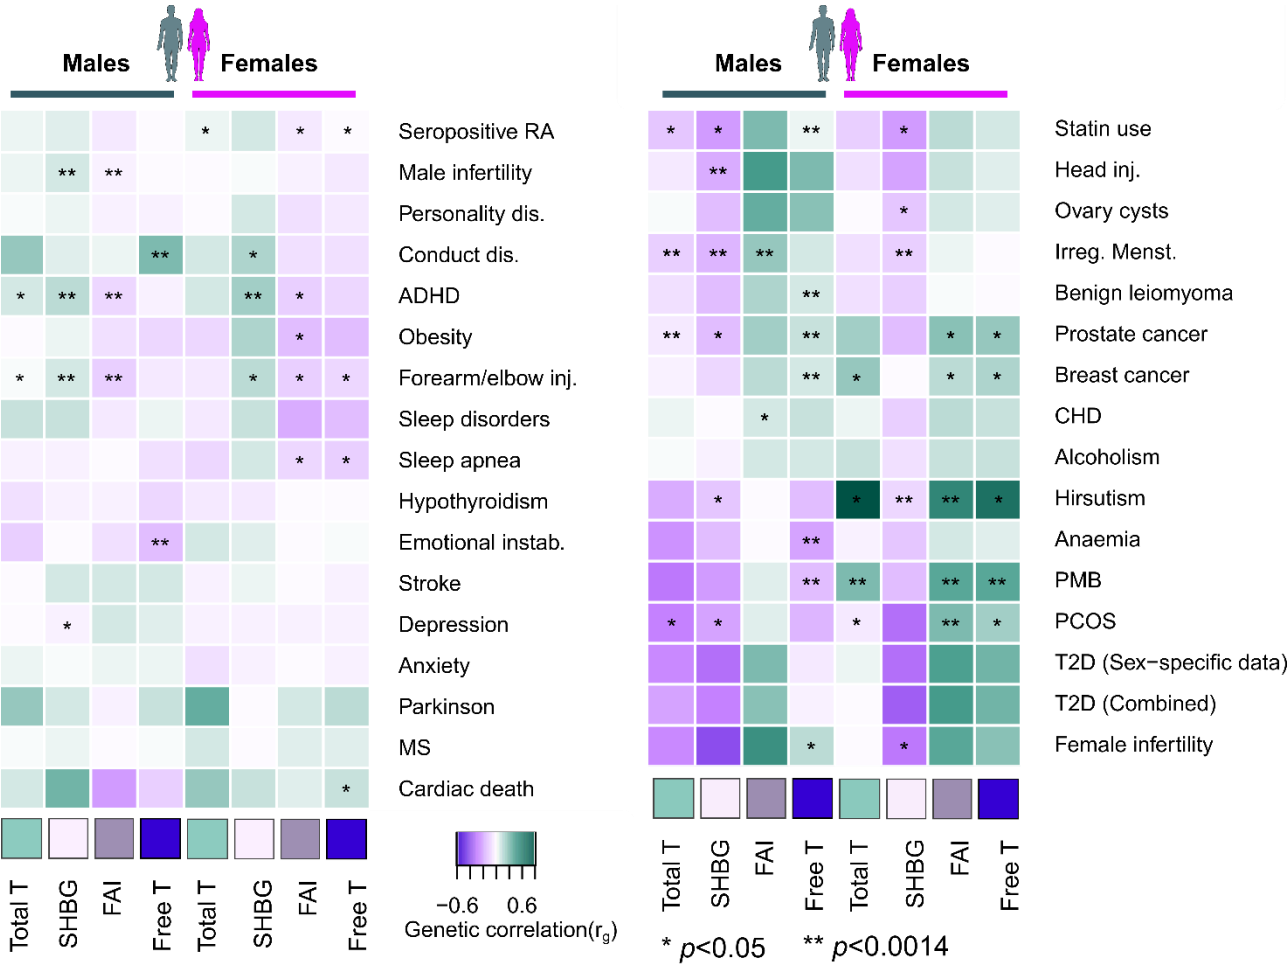 Males Females
Males Females
* * * Seropositive RA
** ** Male infertility
Personality dis.
** * Conduct dis.
* ** ** ** * ADHD
* Obesity
* ** ** * * * Forearm/elbow inj.
Sleep disorders
* * Sleep apnea
Hypothyroidism
** Emotional instab.
Stroke
* Depression
Anxiety
Parkinson
MS
* Cardiac death
Total T
SHBG
FAI
Free T
Total T
SHBG
FAI
Free T
−0.6 0.6
Genetic correlation(rg)
* * ** * Statin use
** Head inj.
* Ovary cysts
** ** ** ** Irreg. Menst.
** Benign leiomyoma
** * ** * * Prostate cancer
** * * * Breast cancer
* CHD
Alcoholism
* * ** ** * Hirsutism
** Anaemia
** ** ** ** PMB
* * * ** * PCOS
T2D (Sex−specific data)
T2D (Combined)
* * Female infertility
Total T
SHBG
FAI
Free T
Total T
SHBG
FAI
Free T
* p<0.05 ** p<0.0014